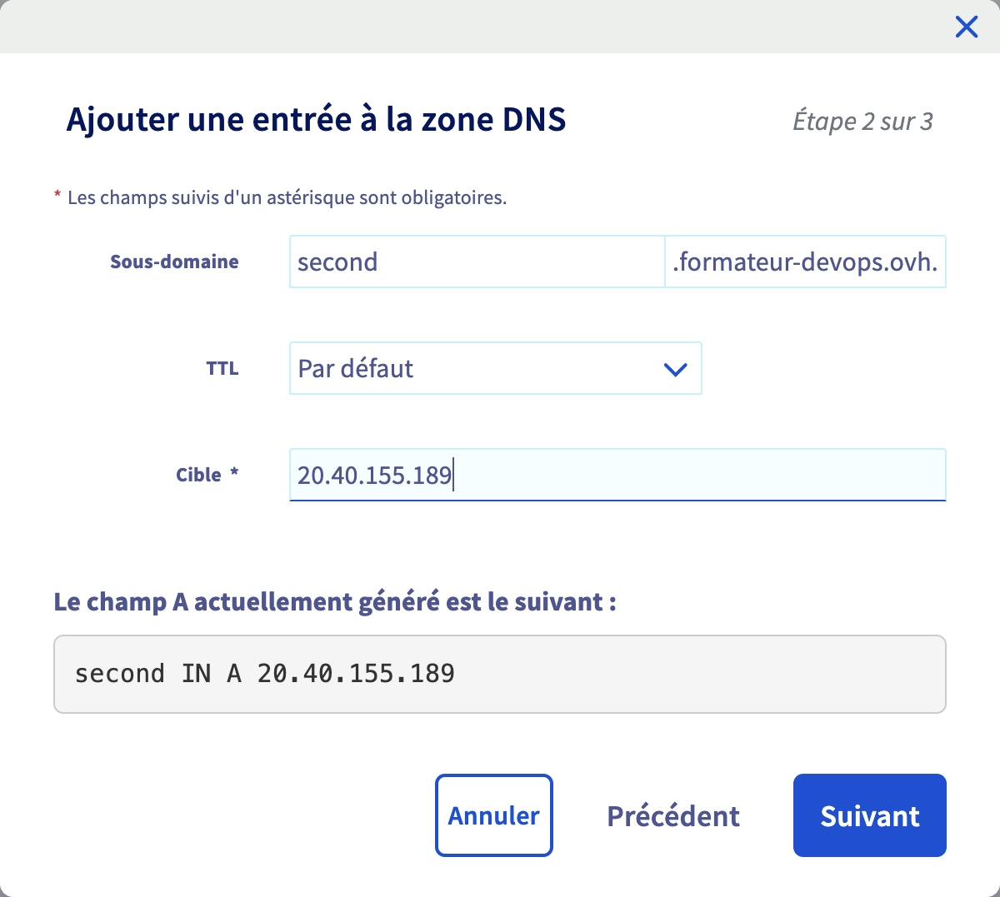 Ajouter une entrée à la zone DNS
Étape 2 sur 3
* Les champs suivis d'un astérisque sont obligatoires.
Sous-domaine
second
.formateur-devops.ovh.
TTL
Par défaut
Cible *
20.40.155.189
Le champ A actuellement généré est le suivant :
second IN A 20.40.155.189
Annuler
Précédent
Suivant